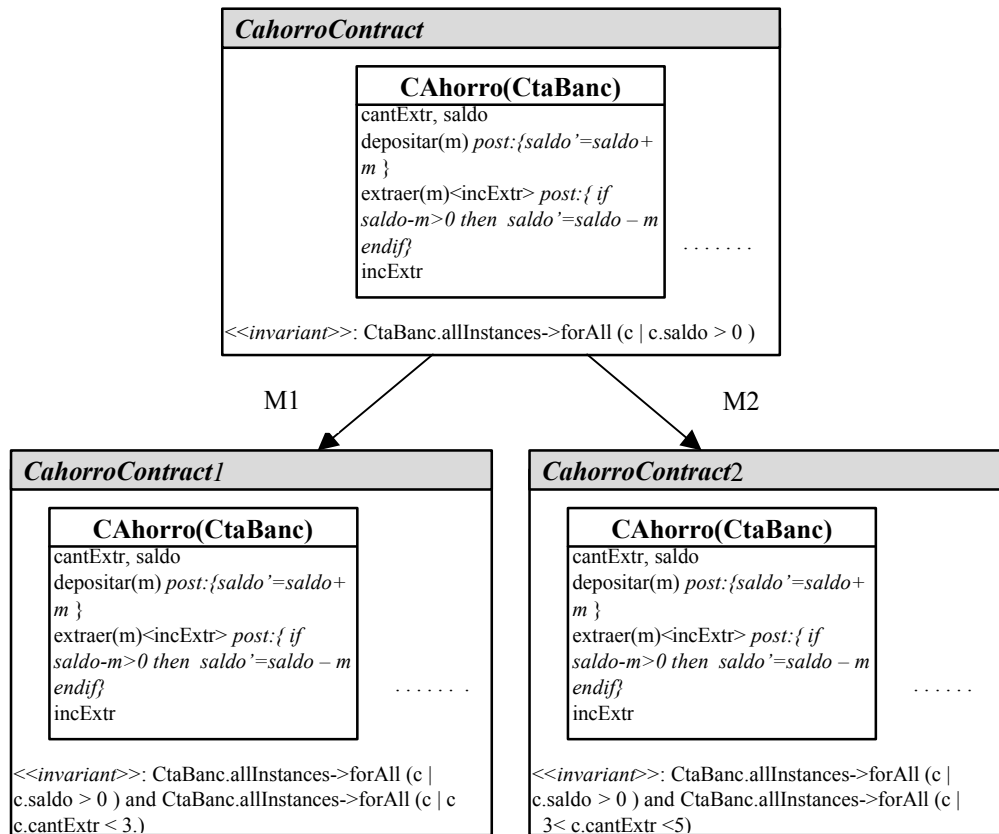 CahorroContract
CAhorro(CtaBanc)
cantExtr, saldo
depositar(m) post:{saldo’=saldo+
m }
extraer(m)<incExtr> post:{ if
saldo-m>0 then saldo’=saldo – m
endif}
incExtr
. . . . . . .
<<invariant>>: CtaBanc.allInstances->forAll (c | c.saldo > 0 )
M1
M2
CahorroContract1
CAhorro(CtaBanc)
cantExtr, saldo
depositar(m) post:{saldo’=saldo+
m }
extraer(m)<incExtr> post:{ if
saldo-m>0 then saldo’=saldo – m
endif}
incExtr
. . . . . . .
<<invariant>>: CtaBanc.allInstances->forAll (c |
c.saldo > 0 ) and CtaBanc.allInstances->forAll (c | c
c.cantExtr < 3.)
CahorroContract2
CAhorro(CtaBanc)
cantExtr, saldo
depositar(m) post:{saldo’=saldo+
m }
extraer(m)<incExtr> post:{ if
saldo-m>0 then saldo’=saldo – m
endif}
incExtr
. . . . . .
<<invariant>>: CtaBanc.allInstances->forAll (c |
c.saldo > 0 ) and CtaBanc.allInstances->forAll (c |
3< c.cantExtr <5)